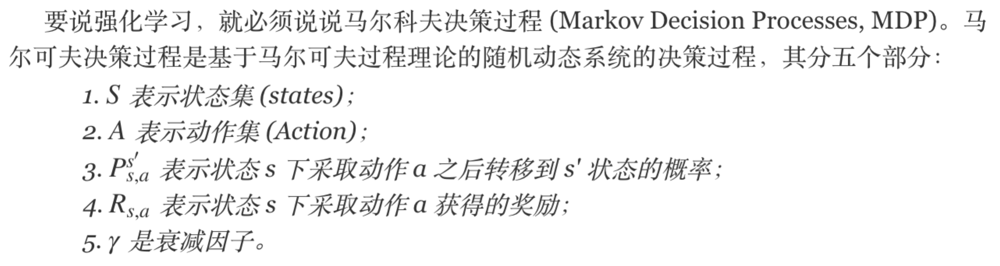 要说强化学习，就必须说说马尔科夫决策过程 (Markov Decision Processes, MDP)。马
尔可夫决策过程是基于马尔可夫过程理论的随机动态系统的决策过程，其分五个部分：
1. S 表示状态集 (states)；
2. A 表示动作集 (Action)；
3. $P_{s,a}^{s'}$ 表示状态 s 下采取动作 a 之后转移到 s' 状态的概率；
4. $R_{s,a}$ 表示状态 s 下采取动作 a 获得的奖励；
5. γ 是衰减因子。